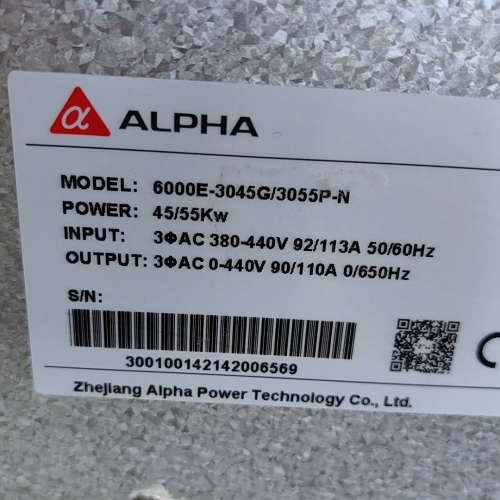 α ALPHA
MODEL: 6000E-3045G/3055P-N
POWER: 45/55Kw
INPUT: 3ΦAC 380-440V 92/113A 50/60Hz
OUTPUT: 3ΦAC 0-440V 90/110A 0/650Hz
S/N:
300100142142006569
Zhejiang Alpha Power Technology Co., Ltd.